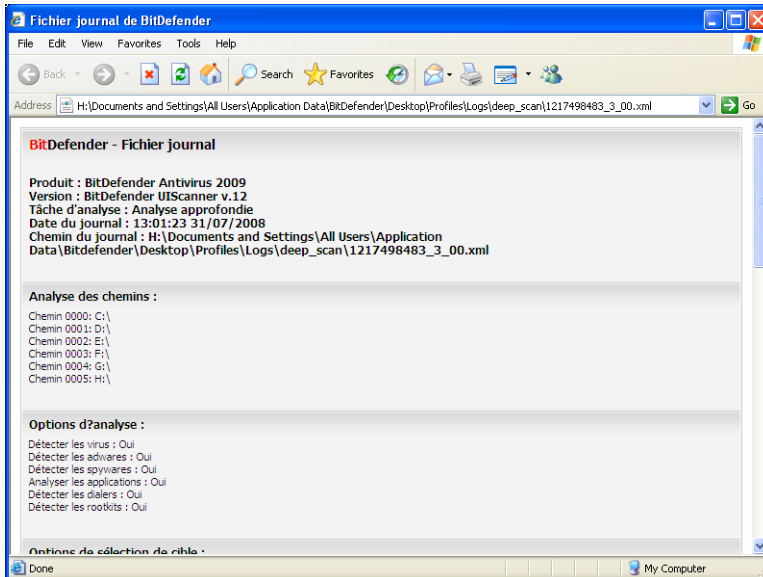 Fichier journal de BitDefender
File Edit View Favorites Tools Help
Back Search Favorites
Address H:\Documents and Settings\All Users\Application Data\BitDefender\Desktop\Profiles\Logs\deep_scan\1217498483_3_00.xml Go
BitDefender - Fichier journal
Produit : BitDefender Antivirus 2009
Version : BitDefender UIScanner v.12
Tâche d'analyse : Analyse approfondie
Date du journal : 13:01:23 31/07/2008
Chemin du journal : H:\Documents and Settings\All Users\Application
Data\Bitdefender\Desktop\Profiles\Logs\deep_scan\1217498483_3_00.xml
Analyse des chemins :
Chemin 0000: C:\
Chemin 0001: D:\
Chemin 0002: E:\
Chemin 0003: F:\
Chemin 0004: G:\
Chemin 0005: H:\
Options d?analyse :
Détecter les virus : Oui
Détecter les adwares : Oui
Détecter les spywares : Oui
Analyser les applications : Oui
Détecter les dialers : Oui
Détecter les rootkits : Oui
Options de sélection de cible :
Done My Computer